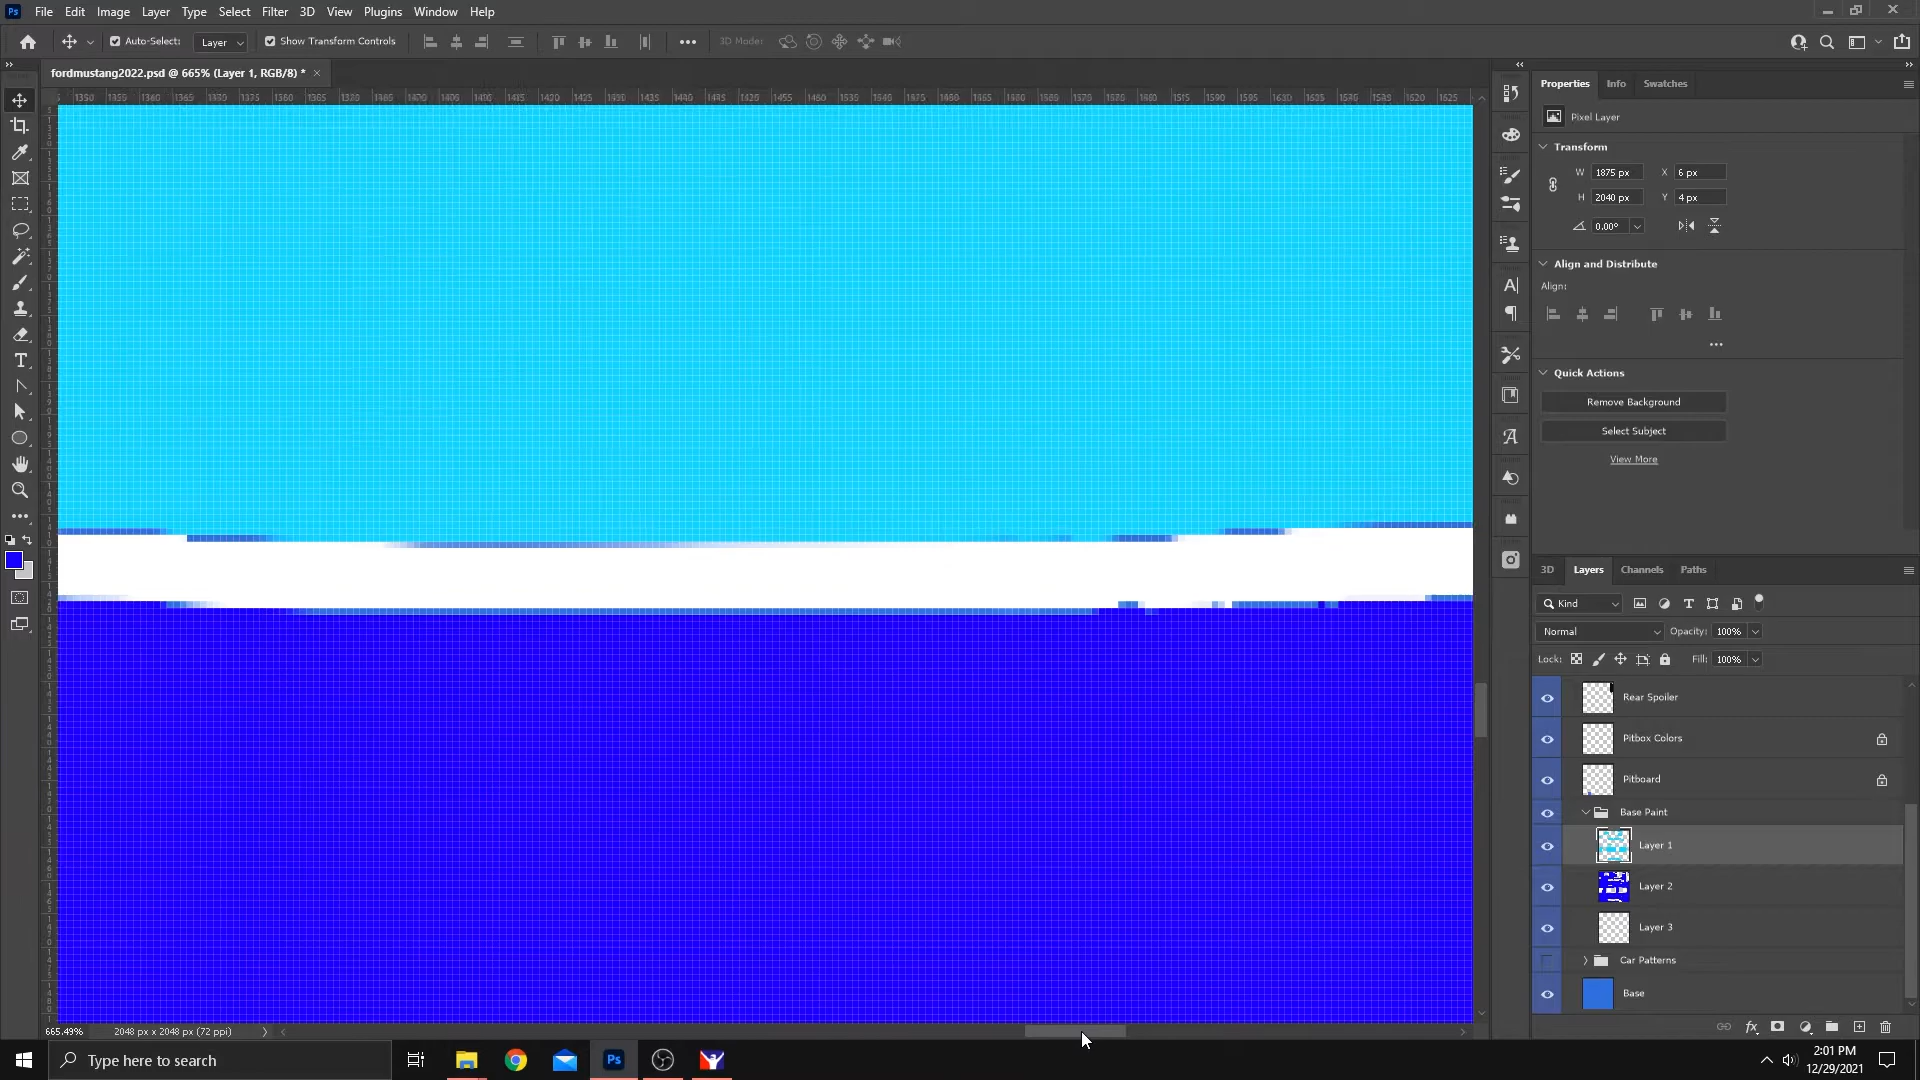 Ps File Edit Image Layer Type Select Filter 3D View Plugins Window Help
Auto-Select: Layer Show Transform Controls 3D Mode:
fordmustang2022.psd @ 665% (Layer 1, RGB/8) *
Properties Info Swatches
Pixel Layer
Transform
W 1875 px X 6 px
H 2040 px Y 4 px
0.00°
Align and Distribute
Align:
Quick Actions
Remove Background
Select Subject
View More
3D Layers Channels Paths
Kind
Normal Opacity: 100%
Lock: Fill: 100%
Rear Spoiler
Pitbox Colors
Pitboard
Base Paint
Layer 1
Layer 2
Layer 3
Car Patterns
Base
665.49% 2048 px x 2048 px (72 ppi)
Type here to search
Ps
2:01 PM
12/29/2021